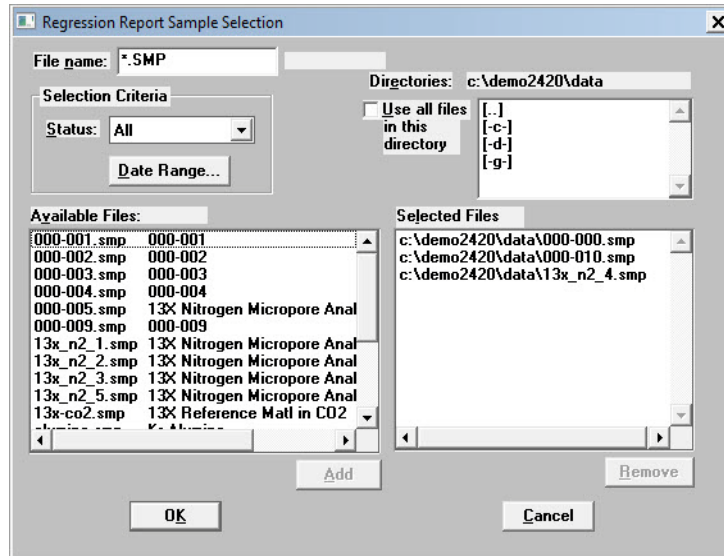 Regression Report Sample Selection
File name: *.SMP
Directories: c:\demo2420\data
Selection Criteria
Status: All
Date Range...
Use all files
in this
directory
[..]
[-c-]
[-d-]
[-g-]
Available Files:
000-001.smp 000-001
000-002.smp 000-002
000-003.smp 000-003
000-004.smp 000-004
000-005.smp 13X Nitrogen Micropore Anal
000-009.smp 000-009
13x_n2_1.smp 13X Nitrogen Micropore Anal
13x_n2_2.smp 13X Nitrogen Micropore Anal
13x_n2_3.smp 13X Nitrogen Micropore Anal
13x_n2_5.smp 13X Nitrogen Micropore Anal
13x-co2.smp 13X Reference Matl in CO2
Selected Files
c:\demo2420\data\000-000.smp
c:\demo2420\data\000-010.smp
c:\demo2420\data\13x_n2_4.smp
Add
Remove
OK
Cancel